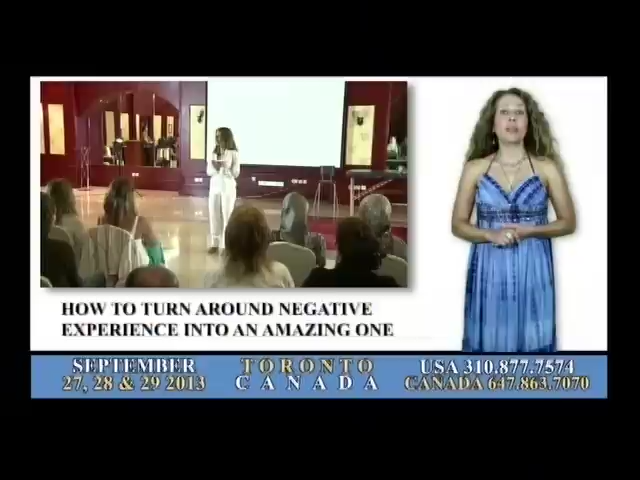 HOW TO TURN AROUND NEGATIVE
EXPERIENCE INTO AN AMAZING ONE
SEPTEMBER
27, 28 & 29 2013
TORONTO
CANADA
USA 310.877.7574
CANADA 647.863.7070